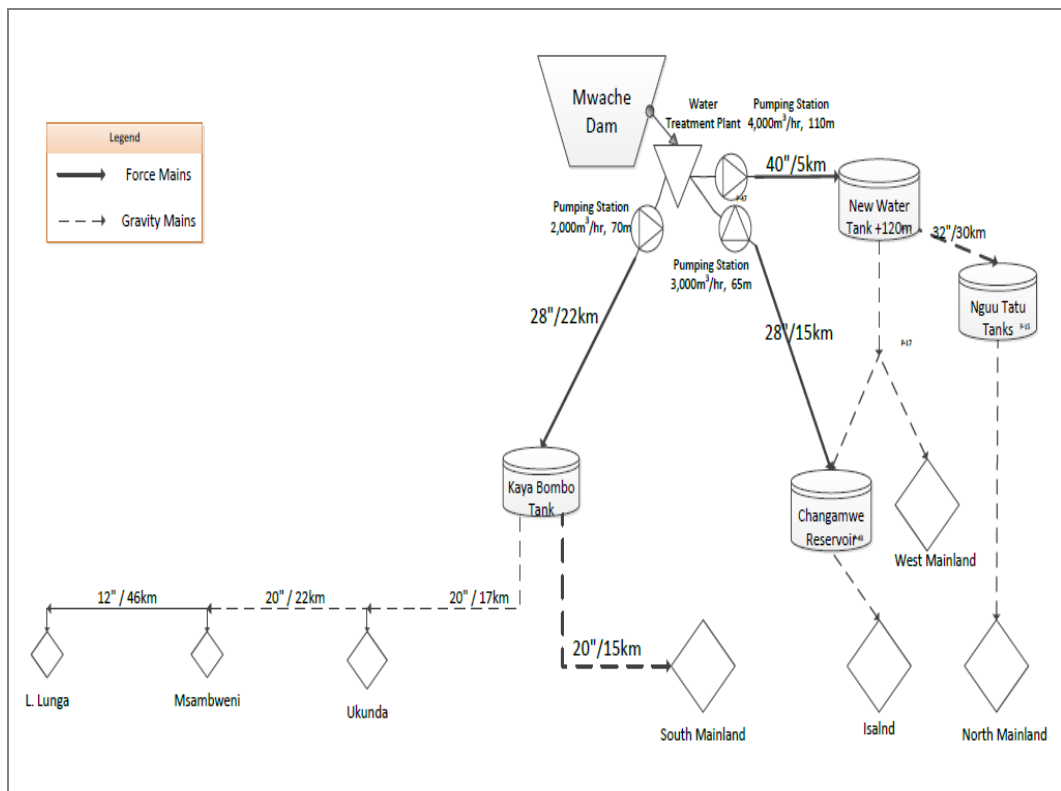 Mwache
Dam
Water
Treatment Plant
Pumping Station
4,000m³/hr, 110m
Legend
Force Mains
Gravity Mains
40"/5km
P-47
New Water
Tank +120m
32"/30km
Pumping Station
2,000m³/hr, 70m
Pumping Station
3,000m³/hr, 65m
Nguu Tatu
Tanks
P-15
28"/22km
28"/15km
P-17
Kaya Bombo
Tank
Changamwe
Reservoir
West Mainland
12" / 46km
20" / 22km
20" / 17km
20"/15km
L. Lunga
Msambweni
Ukunda
South Mainland
Isalnd
North Mainland